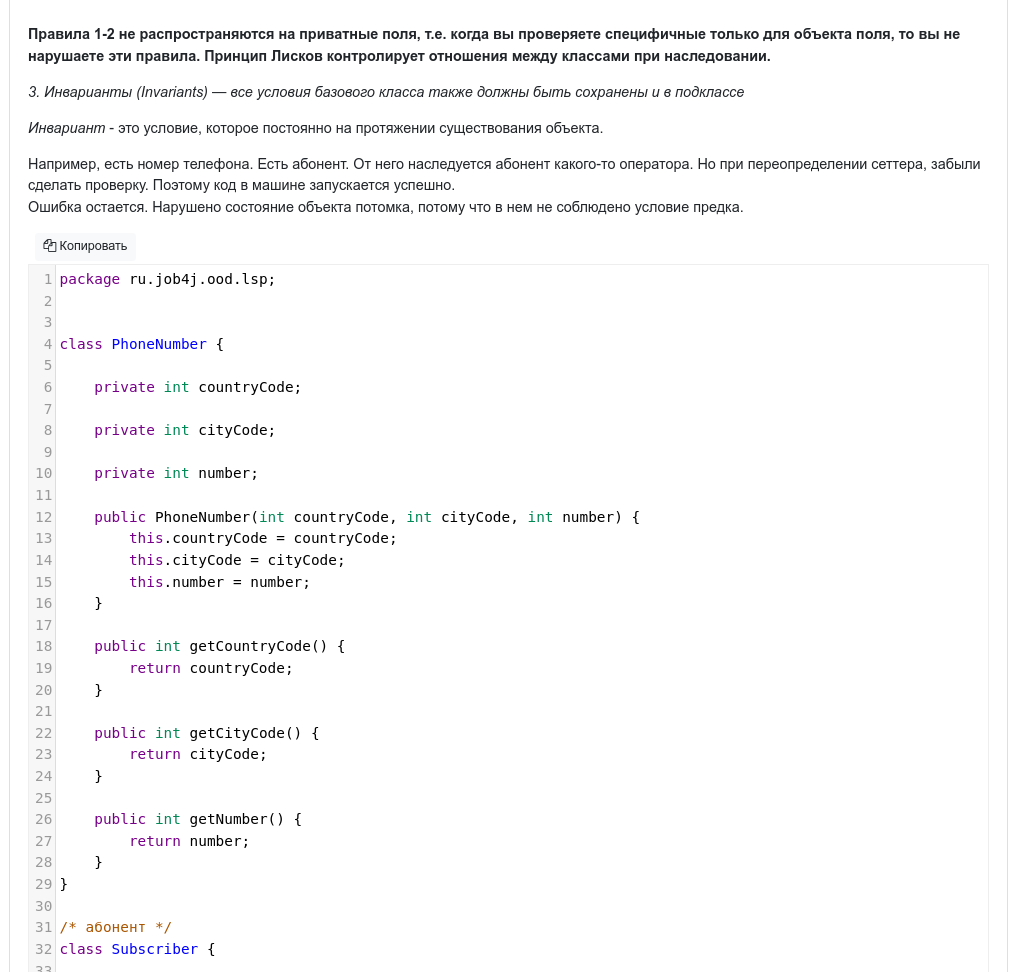 Правила 1-2 не распространяются на приватные поля, т.е. когда вы проверяете специфичные только для объекта поля, то вы не
нарушаете эти правила. Принцип Лисков контролирует отношения между классами при наследовании.
3. Инварианты (Invariants) — все условия базового класса также должны быть сохранены и в подклассе
Инвариант - это условие, которое постоянно на протяжении существования объекта.
Например, есть номер телефона. Есть абонент. От него наследуется абонент какого-то оператора. Но при переопределении сеттера, забыли
сделать проверку. Поэтому код в машине запускается успешно.
Ошибка остается. Нарушено состояние объекта потомка, потому что в нем не соблюдено условие предка.
Копировать
1 package ru.job4j.ood.lsp;
2
3
4 class PhoneNumber {
5
6     private int countryCode;
7
8     private int cityCode;
9
10     private int number;
11
12     public PhoneNumber(int countryCode, int cityCode, int number) {
13         this.countryCode = countryCode;
14         this.cityCode = cityCode;
15         this.number = number;
16     }
17
18     public int getCountryCode() {
19         return countryCode;
20     }
21
22     public int getCityCode() {
23         return cityCode;
24     }
25
26     public int getNumber() {
27         return number;
28     }
29 }
30
31 /* абонент */
32 class Subscriber {
33